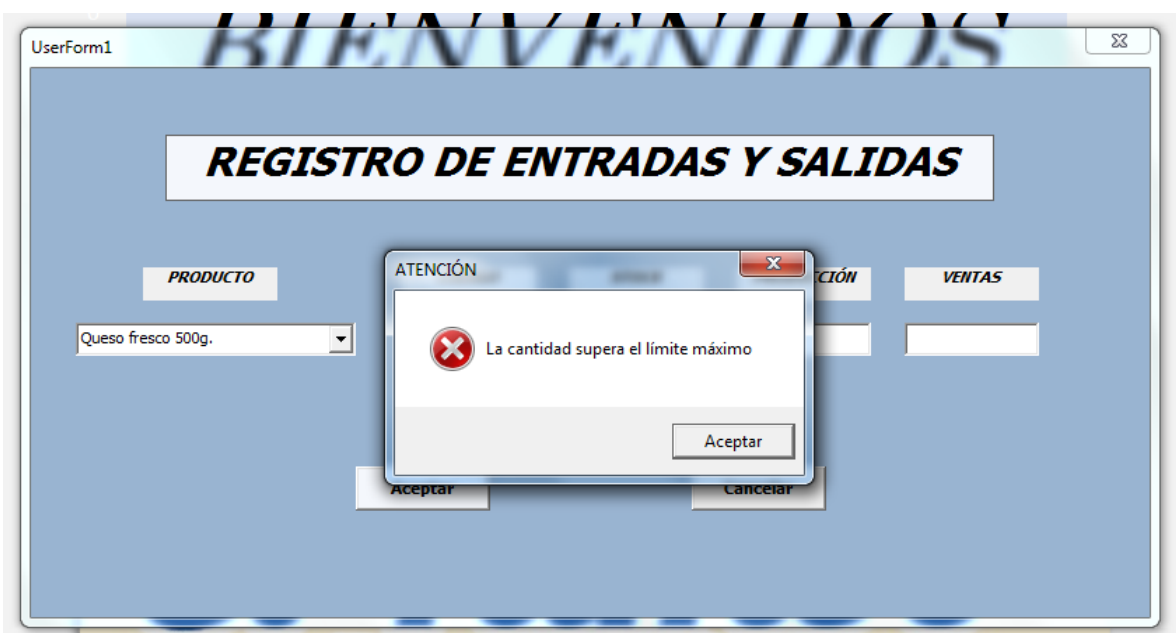 BIENVENIDOS
UserForm1
REGISTRO DE ENTRADAS Y SALIDAS
ATENCIÓN
PRODUCTO
CCIÓN
VENTAS
Queso fresco 500g.
La cantidad supera el límite máximo
Aceptar
Aceptar
Cancelar